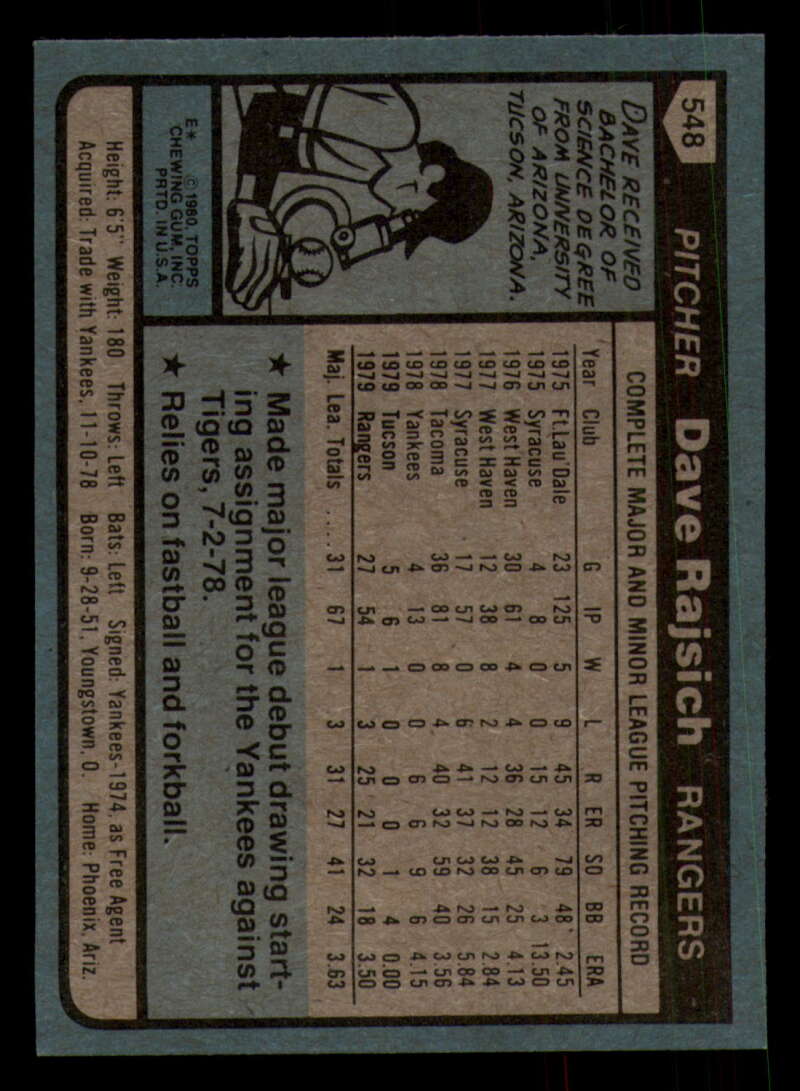 548
PITCHER Dave Rajsich RANGERS
DAVE RECEIVED
BACHELOR OF
SCIENCE DEGREE
FROM UNIVERSITY
OF ARIZONA,
TUCSON, ARIZONA.
E* © 1980 TOPPS
CHEWING GUM, INC.
PRTD. IN U.S.A.
COMPLETE MAJOR AND MINOR LEAGUE PITCHING RECORD
Year Club G IP W L R ER SO BB ERA
1975 Ft.Lau'Dale 23 125 5 9 45 34 79 48 2.45
1975 Syracuse 4 8 0 0 15 12 6 3 13.50
1976 West Haven 30 61 4 4 36 28 45 25 4.13
1977 West Haven 12 38 8 2 12 12 38 15 2.84
1977 Syracuse 17 57 0 6 41 37 32 26 5.84
1978 Tacoma 36 81 8 4 40 32 59 40 3.56
1978 Yankees 4 13 0 0 6 6 9 6 4.15
1979 Tucson 5 6 1 0 0 0 1 4 0.00
1979 Rangers 27 54 1 3 25 21 32 18 3.50
Maj. Lea. Totals ..... 31 67 1 3 31 27 41 24 3.63
★ Made major league debut drawing start-
ing assignment for the Yankees against
Tigers, 7-2-78.
★ Relies on fastball and forkball.
Height: 6'5" Weight: 180 Throws: Left Bats: Left Signed: Yankees-1974, as Free Agent
Acquired: Trade with Yankees, 11-10-78 Born: 9-28-51, Youngstown, O. Home: Phoenix, Ariz.